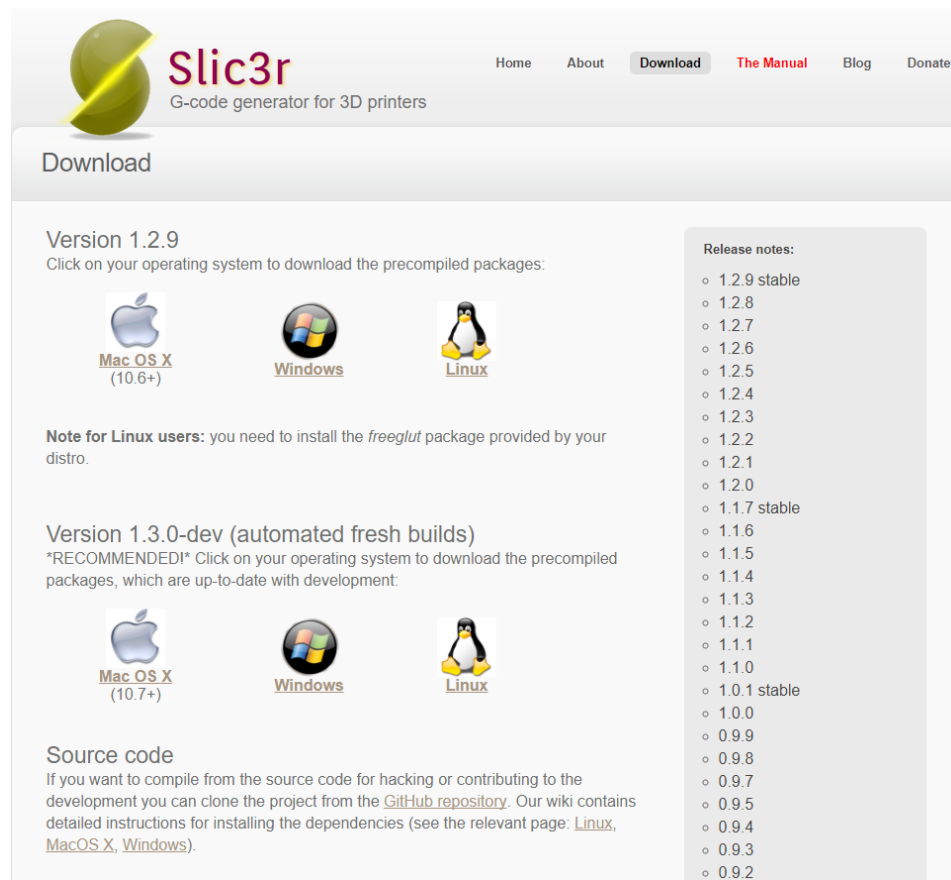 Slic3r
G-code generator for 3D printers
Home About Download The Manual Blog Donate
Download
Version 1.2.9
Click on your operating system to download the precompiled packages:
Mac OS X
(10.6+)
Windows
Linux
Note for Linux users: you need to install the freeglut package provided by your
distro.
Version 1.3.0-dev (automated fresh builds)
*RECOMMENDED!* Click on your operating system to download the precompiled
packages, which are up-to-date with development:
Mac OS X
(10.7+)
Windows
Linux
Source code
If you want to compile from the source code for hacking or contributing to the
development you can clone the project from the GitHub repository. Our wiki contains
detailed instructions for installing the dependencies (see the relevant page: Linux,
MacOS X, Windows).
Release notes:
1.2.9 stable
1.2.8
1.2.7
1.2.6
1.2.5
1.2.4
1.2.3
1.2.2
1.2.1
1.2.0
1.1.7 stable
1.1.6
1.1.5
1.1.4
1.1.3
1.1.2
1.1.1
1.1.0
1.0.1 stable
1.0.0
0.9.9
0.9.8
0.9.7
0.9.5
0.9.4
0.9.3
0.9.2